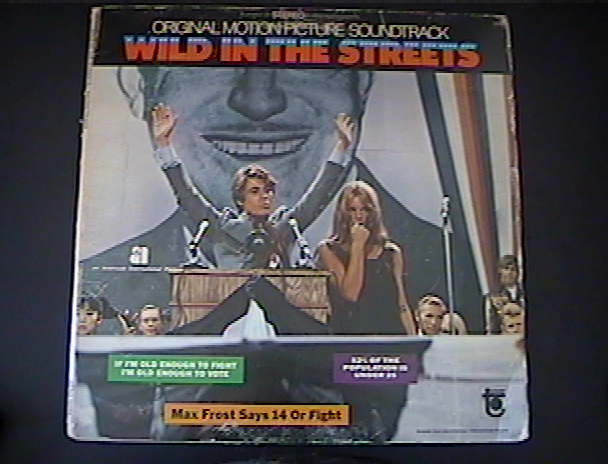 STEREO
ORIGINAL MOTION PICTURE SOUNDTRACK
WILD IN THE STREETS
IF I'M OLD ENOUGH TO FIGHT
I'M OLD ENOUGH TO VOTE
52% OF THE
POPULATION IS
UNDER 25
Max Frost Says 14 Or Fight